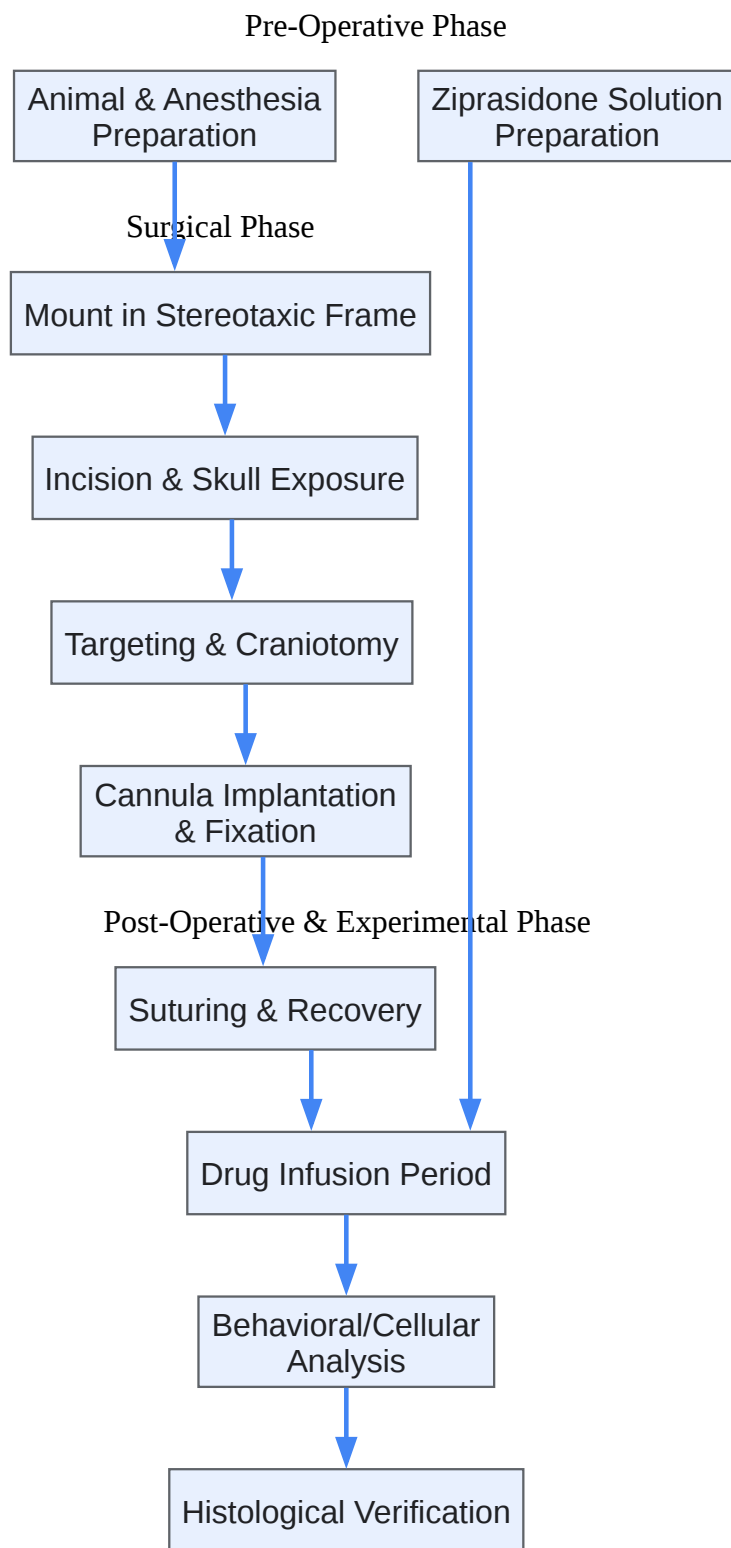 Pre-Operative Phase
Animal & Anesthesia
Preparation
Ziprasidone Solution
Preparation
Surgical Phase
Mount in Stereotaxic Frame
Incision & Skull Exposure
Targeting & Craniotomy
Cannula Implantation
& Fixation
Post-Operative & Experimental Phase
Suturing & Recovery
Drug Infusion Period
Behavioral/Cellular
Analysis
Histological Verification